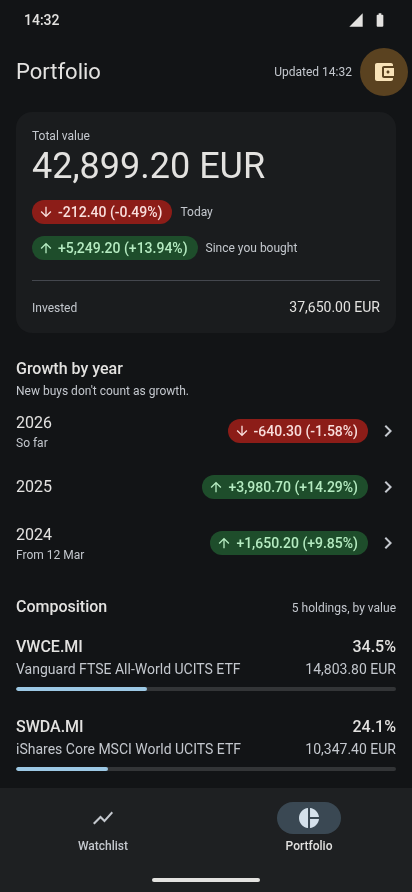 14:32
Portfolio
Updated 14:32
Total value
42,899.20 EUR
-212.40 (-0.49%) Today
+5,249.20 (+13.94%) Since you bought
Invested 37,650.00 EUR
Growth by year
New buys don't count as growth.
2026 -640.30 (-1.58%)
So far
2025 +3,980.70 (+14.29%)
2024 +1,650.20 (+9.85%)
From 12 Mar
Composition 5 holdings, by value
VWCE.MI 34.5%
Vanguard FTSE All-World UCITS ETF 14,803.80 EUR
SWDA.MI 24.1%
iShares Core MSCI World UCITS ETF 10,347.40 EUR
Watchlist Portfolio